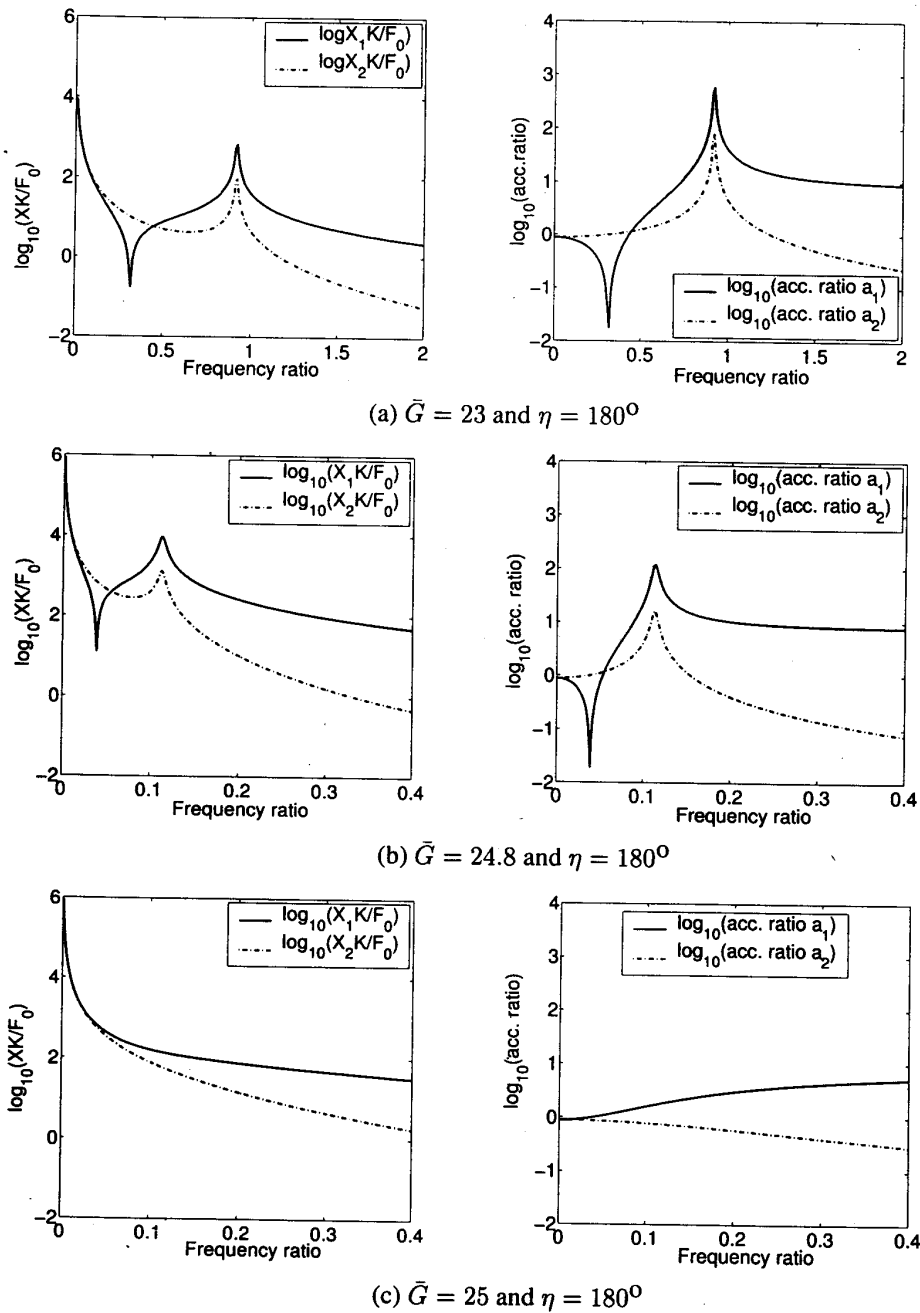 6
4
2
0
−2
log₁₀(XK/F₀)
logX₁K/F₀)
logX₂K/F₀)
0 0.5 1 1.5 2
Frequency ratio
4
3
2
1
0
−1
−2
log₁₀(acc.ratio)
log₁₀(acc. ratio a₁)
log₁₀(acc. ratio a₂)
0 0.5 1 1.5 2
Frequency ratio
(a) Ḡ = 23 and η = 180ᴼ
6
4
2
0
−2
log₁₀(XK/F₀)
log₁₀(X₁K/F₀)
log₁₀(X₂K/F₀)
0 0.1 0.2 0.3 0.4
Frequency ratio
4
3
2
1
0
−1
−2
log₁₀(acc. ratio)
log₁₀(acc. ratio a₁)
log₁₀(acc. ratio a₂)
0 0.1 0.2 0.3 0.4
Frequency ratio
(b) Ḡ = 24.8 and η = 180ᴼ
6
4
2
0
−2
log₁₀(XK/F₀)
log₁₀(X₁K/F₀)
log₁₀(X₂K/F₀)
0 0.1 0.2 0.3 0.4
Frequency ratio
4
3
2
1
0
−1
−2
log₁₀(acc. ratio)
log₁₀(acc. ratio a₁)
log₁₀(acc. ratio a₂)
0 0.1 0.2 0.3 0.4
Frequency ratio
(c) Ḡ = 25 and η = 180ᴼ